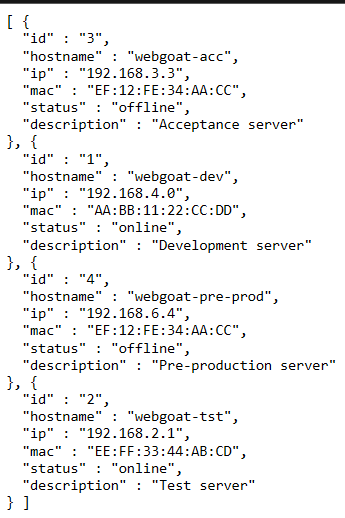 [ {
  "id" : "3",
  "hostname" : "webgoat-acc",
  "ip" : "192.168.3.3",
  "mac" : "EF:12:FE:34:AA:CC",
  "status" : "offline",
  "description" : "Acceptance server"
}, {
  "id" : "1",
  "hostname" : "webgoat-dev",
  "ip" : "192.168.4.0",
  "mac" : "AA:BB:11:22:CC:DD",
  "status" : "online",
  "description" : "Development server"
}, {
  "id" : "4",
  "hostname" : "webgoat-pre-prod",
  "ip" : "192.168.6.4",
  "mac" : "EF:12:FE:34:AA:CC",
  "status" : "offline",
  "description" : "Pre-production server"
}, {
  "id" : "2",
  "hostname" : "webgoat-tst",
  "ip" : "192.168.2.1",
  "mac" : "EE:FF:33:44:AB:CD",
  "status" : "online",
  "description" : "Test server"
} ]